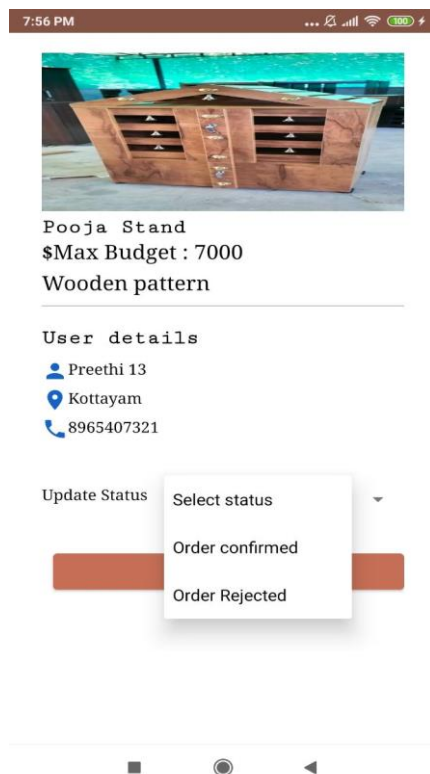 7:56 PM ... 100
Pooja Stand
$Max Budget : 7000
Wooden pattern
User details
Preethi 13
Kottayam
8965407321
Update Status
Select status
Order confirmed
Order Rejected